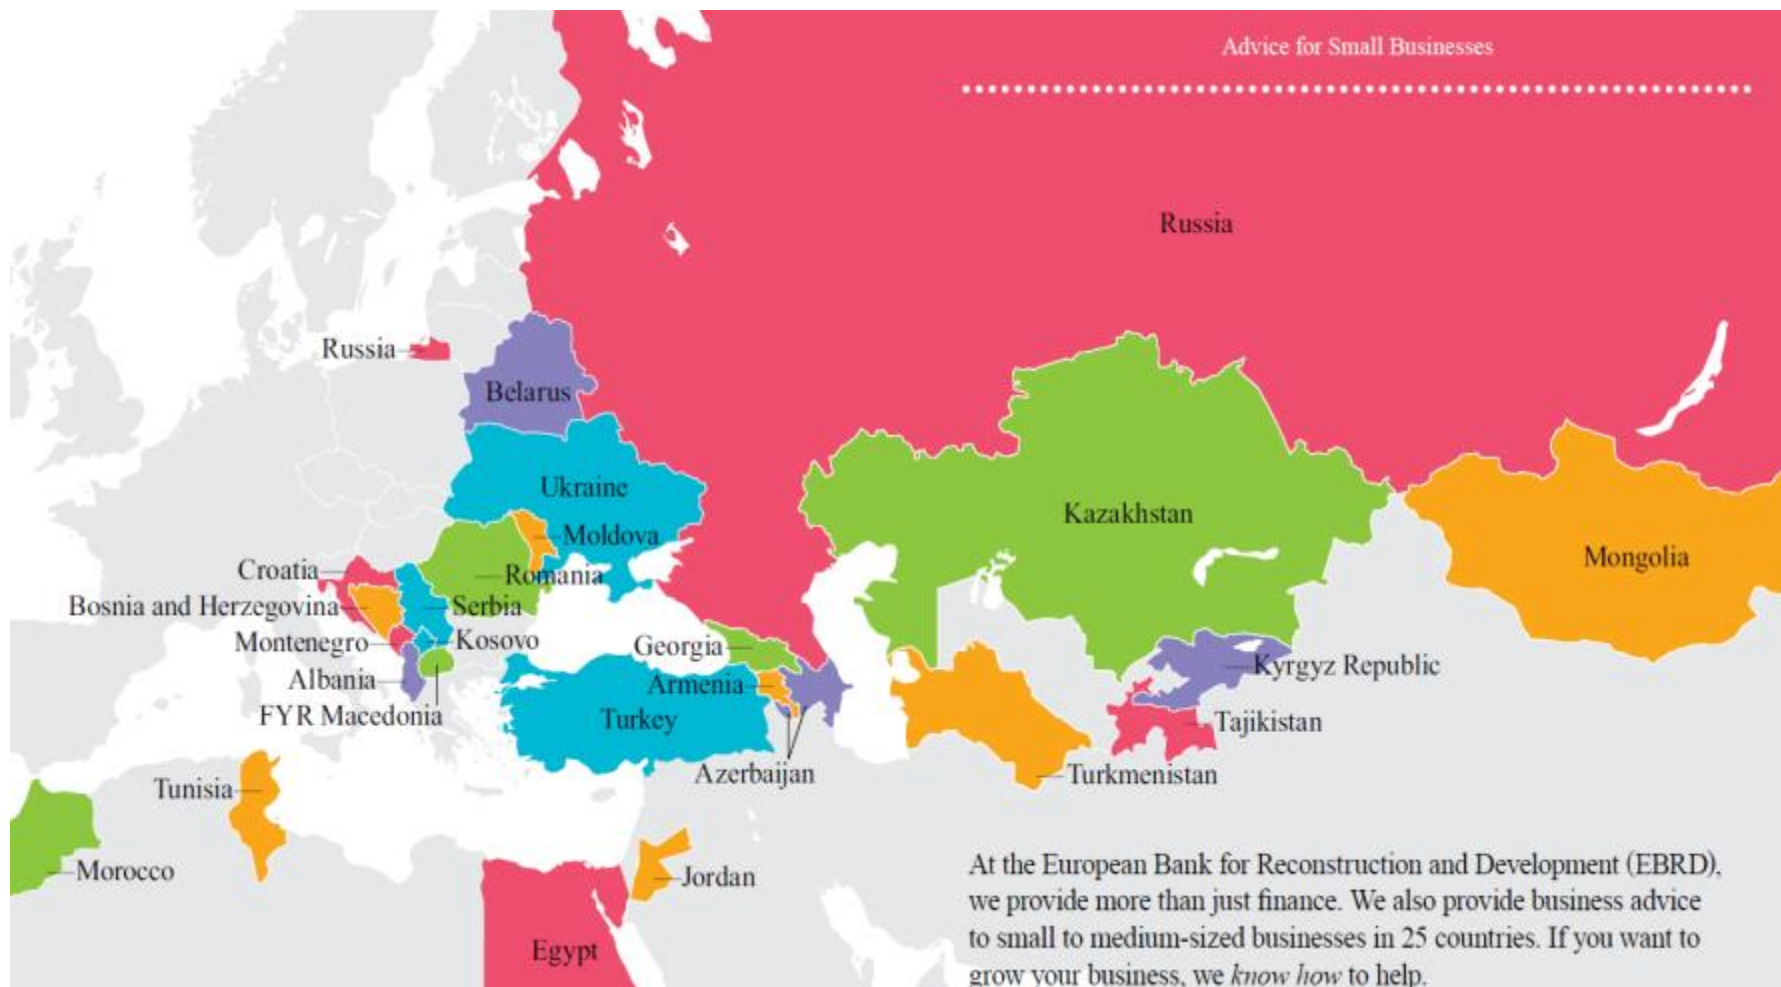 Advice for Small Businesses
Russia
Russia
Belarus
Ukraine
Kazakhstan
Moldova
Mongolia
Croatia
Romania
Bosnia and Herzegovina
Serbia
Montenegro
Kosovo
Georgia
Kyrgyz Republic
Albania
Armenia
FYR Macedonia
Turkey
Tajikistan
Azerbaijan
Turkmenistan
Tunisia
Morocco
Jordan
Egypt
At the European Bank for Reconstruction and Development (EBRD),
we provide more than just finance. We also provide business advice
to small to medium-sized businesses in 25 countries. If you want to
grow your business, we know how to help.